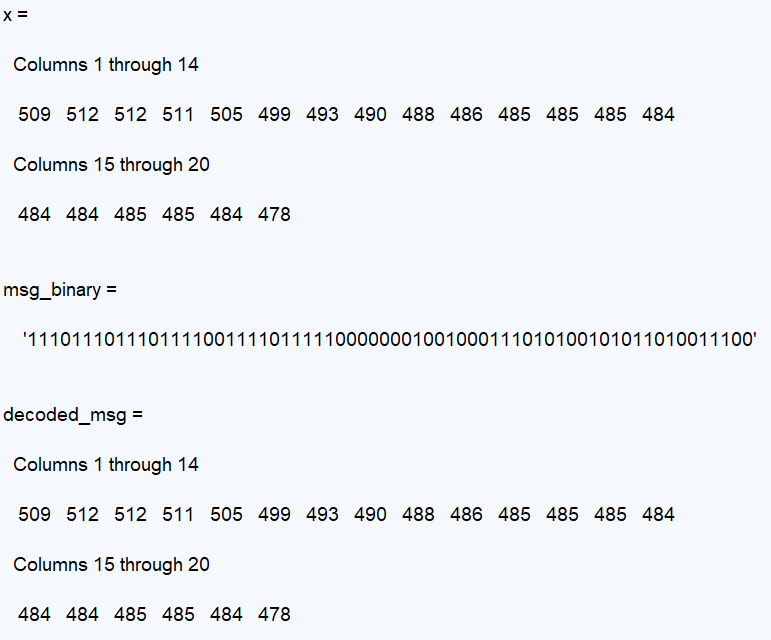 x =
Columns 1 through 14
509 512 512 511 505 499 493 490 488 486 485 485 485 484
Columns 15 through 20
484 484 485 485 484 478
msg_binary =
'1110111011101111001111011111000000010010001110101001010110100111​00'
decoded_msg =
Columns 1 through 14
509 512 512 511 505 499 493 490 488 486 485 485 485 484
Columns 15 through 20
484 484 485 485 484 478